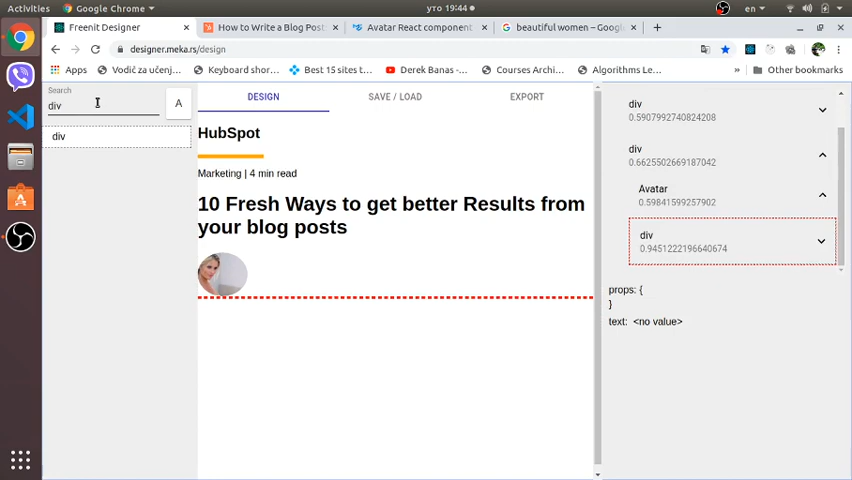 Activities
Google Chrome
уто 19:44
en
Freenit Designer
How to Write a Blog Post
Avatar React component
beautiful women – Google
designer.meka.rs/design
Apps
Vodič za učenj...
Keyboard shor...
Best 15 sites t...
Derek Banas -...
Courses Archi...
Algorithms Le...
»
Other bookmarks
Search
div
A
div
DESIGN
SAVE / LOAD
EXPORT
HubSpot
Marketing | 4 min read
10 Fresh Ways to get better Results from
your blog posts
div
0.5907992740824208
div
0.6625502669187042
Avatar
0.59841599257902
div
0.9451222196640674
props: {
}
text: <no value>